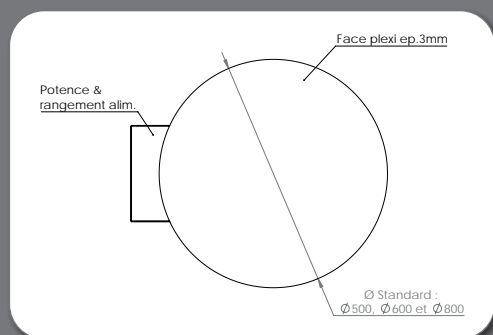 Face plexi ep.3mm
Potence &
rangement alim.
Ø Standard :
Ø500, Ø600 et Ø800